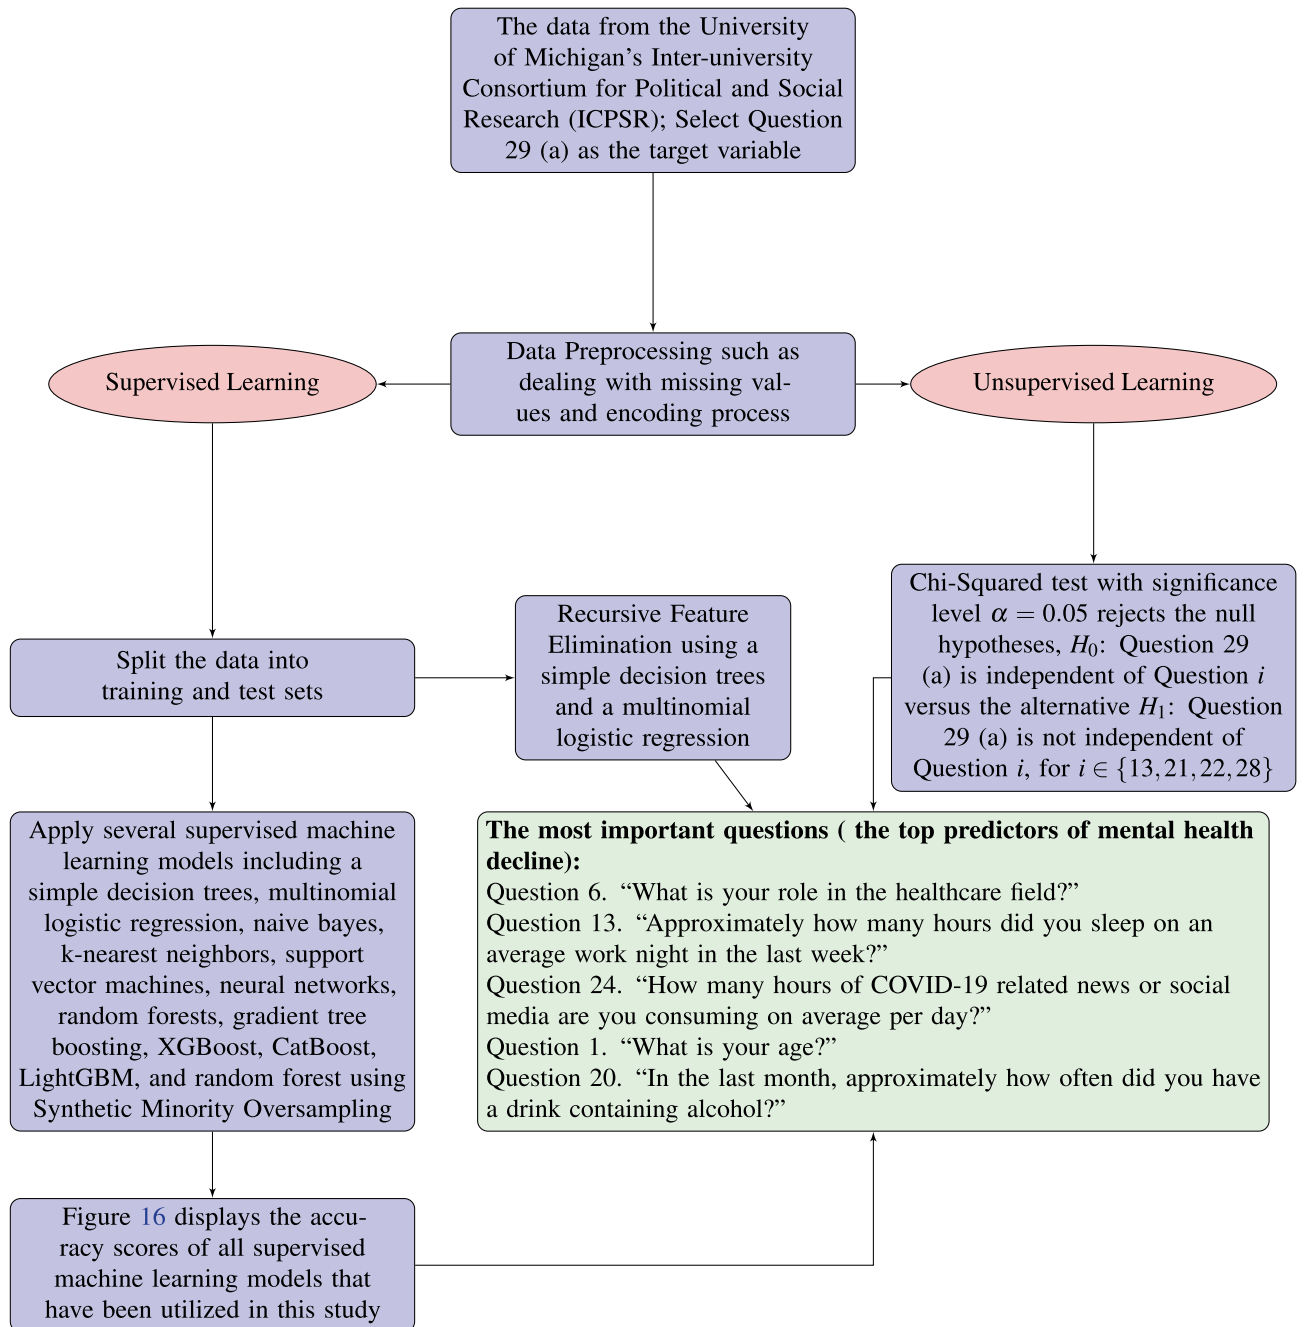 The data from the University
of Michigan’s Inter-university
Consortium for Political and Social
Research (ICPSR); Select Question
29 (a) as the target variable
Supervised Learning
Data Preprocessing such as
dealing with missing val-
ues and encoding process
Unsupervised Learning
Split the data into
training and test sets
Recursive Feature
Elimination using a
simple decision trees
and a multinomial
logistic regression
Chi-Squared test with significance
level α = 0.05 rejects the null
hypotheses, H₀: Question 29
(a) is independent of Question i
versus the alternative H₁: Question
29 (a) is not independent of
Question i, for i ∈ {13,21,22,28}
Apply several supervised machine
learning models including a
simple decision trees, multinomial
logistic regression, naive bayes,
k-nearest neighbors, support
vector machines, neural networks,
random forests, gradient tree
boosting, XGBoost, CatBoost,
LightGBM, and random forest using
Synthetic Minority Oversampling
The most important questions ( the top predictors of mental health
decline):
Question 6. “What is your role in the healthcare field?”
Question 13. “Approximately how many hours did you sleep on an
average work night in the last week?”
Question 24. “How many hours of COVID-19 related news or social
media are you consuming on average per day?”
Question 1. “What is your age?”
Question 20. “In the last month, approximately how often did you have
a drink containing alcohol?”
Figure 16 displays the accu-
racy scores of all supervised
machine learning models that
have been utilized in this study